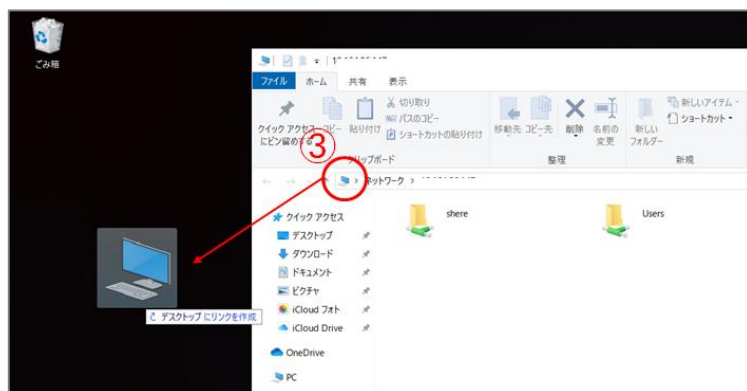 ごみ箱
ファイル ホーム 共有 表示
クイック アクセス
にピン留めする
コピー
貼り付け
切り取り
パスのコピー
ショートカットの貼り付け
移動先
コピー先
削除
名前の
変更
新しい
フォルダー
新しいアイテム
ショートカット
クリップボード
整理
新規
③
ネットワーク
クイック アクセス
デスクトップ
ダウンロード
ドキュメント
ピクチャ
iCloud フォト
iCloud Drive
OneDrive
PC
shere
Users
デスクトップ にリンクを作成